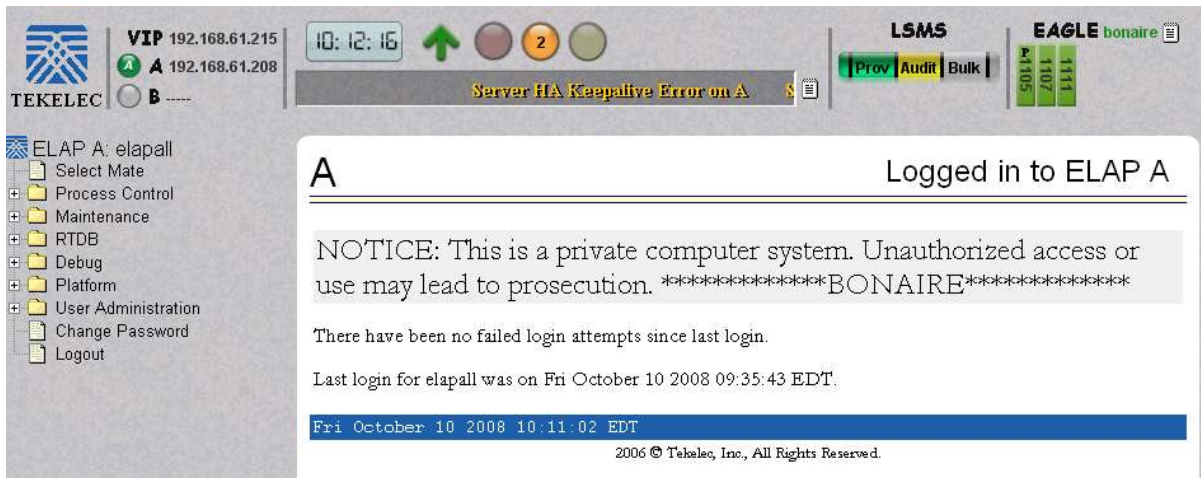 TEKELEC
VIP 192.168.61.215
A A 192.168.61.208
B -----
10:12:16
2
Server HA Keepalive Error on A S
LSMS
Prov Audit Bulk
EAGLE bonaire
P 1105
1107
1111
ELAP A: elapall
Select Mate
Process Control
Maintenance
RTDB
Debug
Platform
User Administration
Change Password
Logout
A
Logged in to ELAP A
NOTICE: This is a private computer system. Unauthorized access or
use may lead to prosecution. *************BONAIRE*************
There have been no failed login attempts since last login.
Last login for elapall was on Fri October 10 2008 09:35:43 EDT.
Fri October 10 2008 10:11:02 EDT
2006 © Tekelec, Inc., All Rights Reserved.